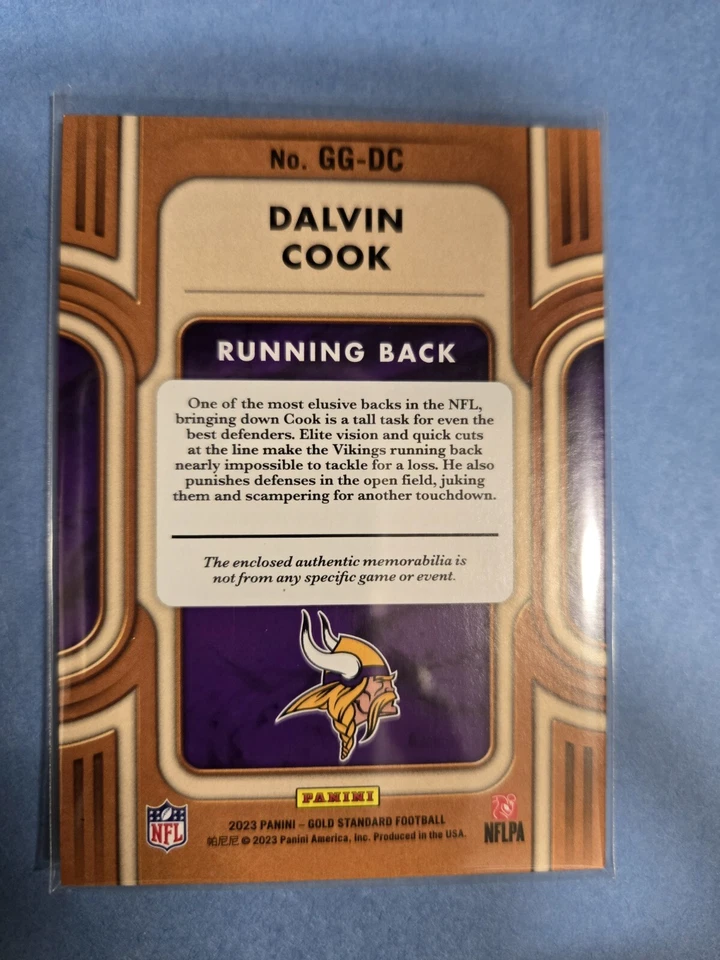 No. GG-DC
DALVIN
COOK
RUNNING BACK
One of the most elusive backs in the NFL,
bringing down Cook is a tall task for even the
best defenders. Elite vision and quick cuts
at the line make the Vikings running back
nearly impossible to tackle for a loss. He also
punishes defenses in the open field, juking
them and scampering for another touchdown.
The enclosed authentic memorabilia is
not from any specific game or event.
PANINI
NFL
2023 PANINI – GOLD STANDARD FOOTBALL
帕尼尼 © 2023 Panini America, Inc. Produced in the USA.
NFLPA